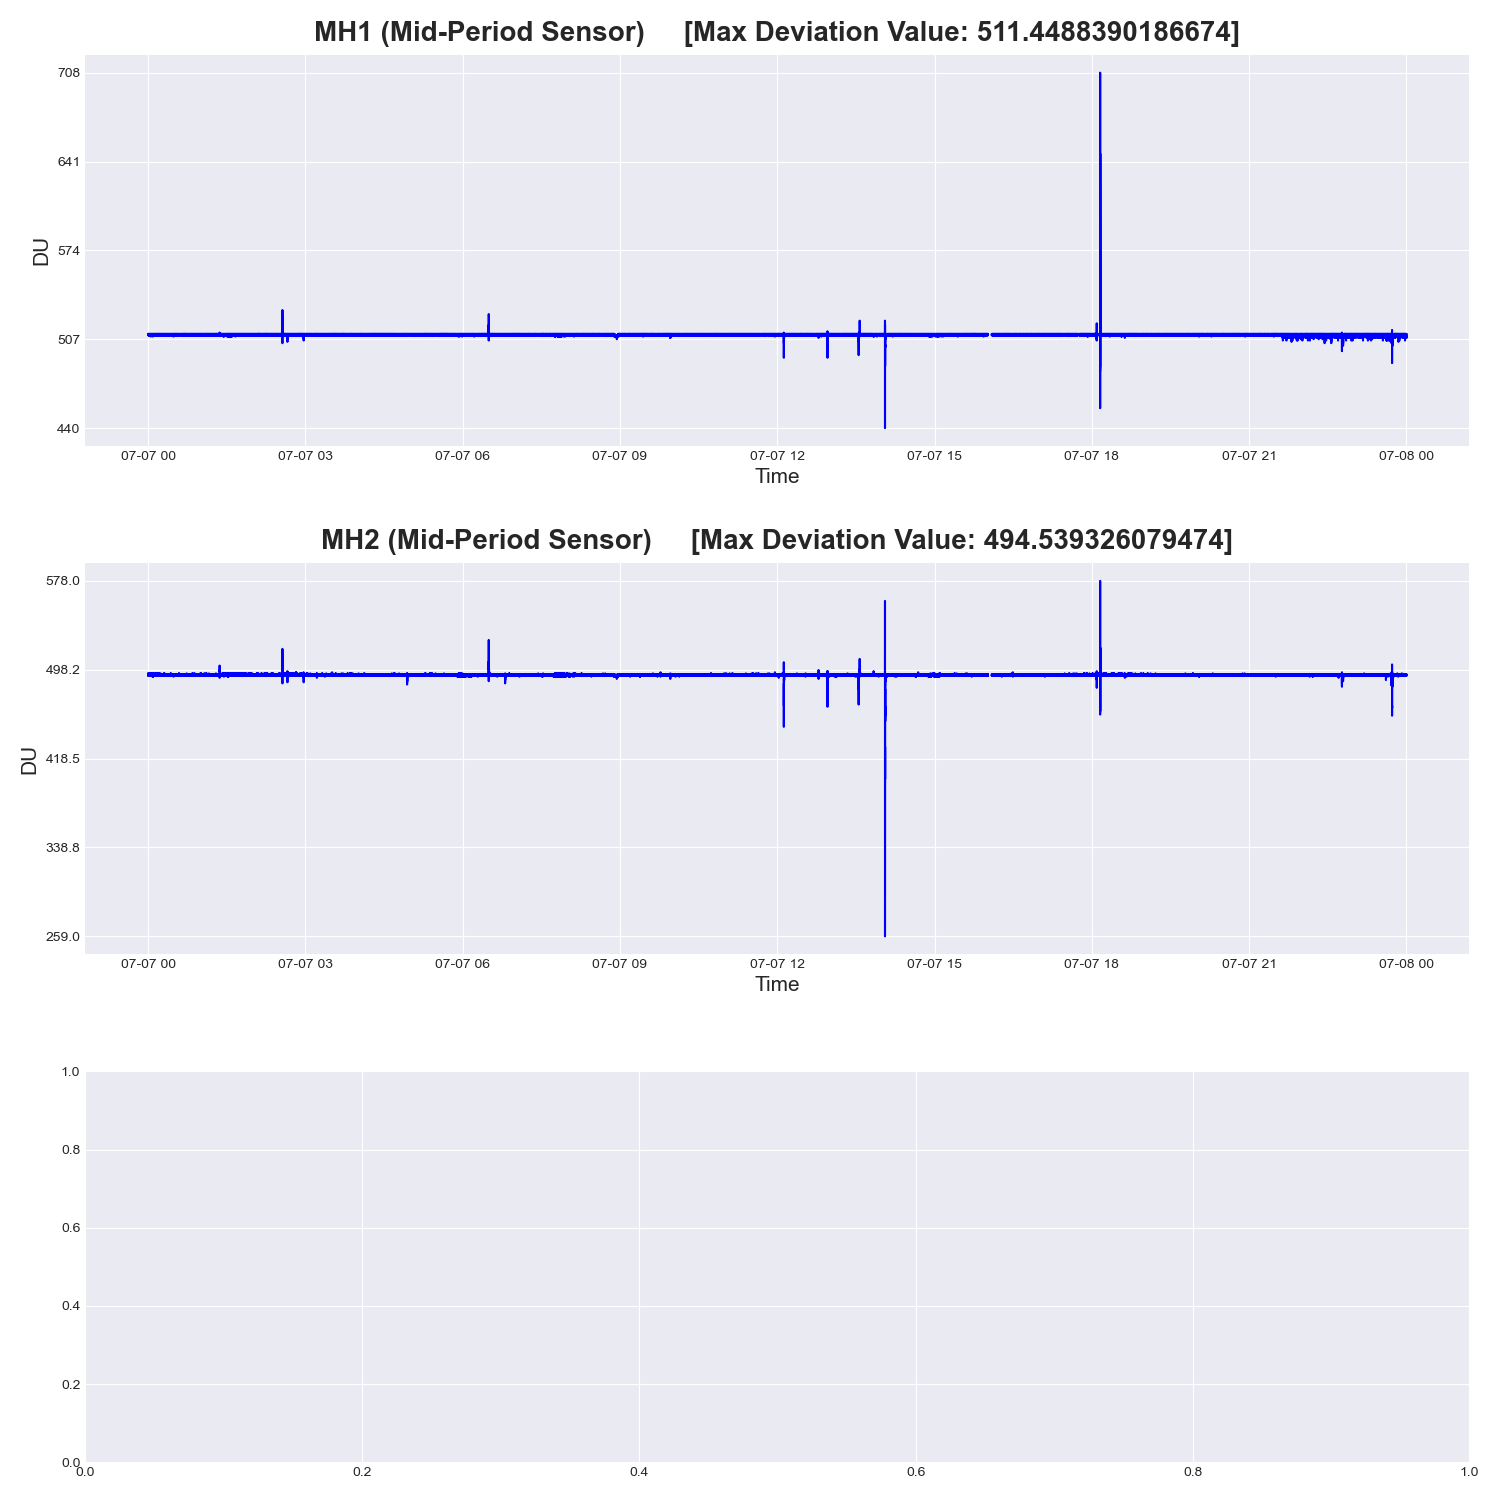 MH1 (Mid-Period Sensor) [Max Deviation Value: 511.4488390186674]
708
641
574
507
440
DU
07-07 00 07-07 03 07-07 06 07-07 09 07-07 12 07-07 15 07-07 18 07-07 21 07-08 00
Time
MH2 (Mid-Period Sensor) [Max Deviation Value: 494.539326079474]
578.0
498.2
418.5
338.8
259.0
DU
07-07 00 07-07 03 07-07 06 07-07 09 07-07 12 07-07 15 07-07 18 07-07 21 07-08 00
Time
1.0
0.8
0.6
0.4
0.2
0.0
0.0 0.2 0.4 0.6 0.8 1.0